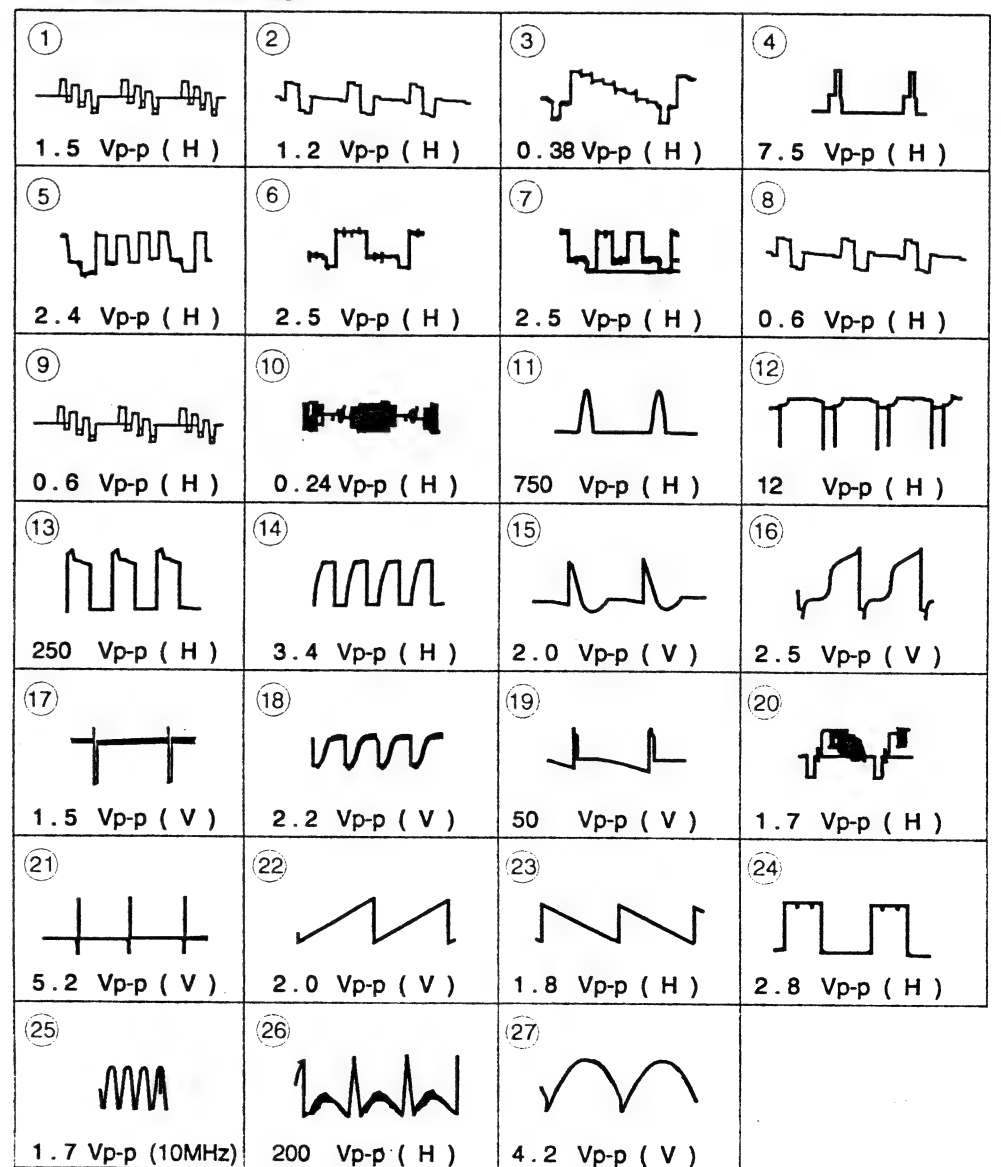 1 2 3 4
1.5 Vp-p ( H ) 1.2 Vp-p ( H ) 0.38 Vp-p ( H ) 7.5 Vp-p ( H )
5 6 7 8
2.4 Vp-p ( H ) 2.5 Vp-p ( H ) 2.5 Vp-p ( H ) 0.6 Vp-p ( H )
9 10 11 12
0.6 Vp-p ( H ) 0.24 Vp-p ( H ) 750 Vp-p ( H ) 12 Vp-p ( H )
13 14 15 16
250 Vp-p ( H ) 3.4 Vp-p ( H ) 2.0 Vp-p ( V ) 2.5 Vp-p ( V )
17 18 19 20
1.5 Vp-p ( V ) 2.2 Vp-p ( V ) 50 Vp-p ( V ) 1.7 Vp-p ( H )
21 22 23 24
5.2 Vp-p ( V ) 2.0 Vp-p ( V ) 1.8 Vp-p ( H ) 2.8 Vp-p ( H )
25 26 27
1.7 Vp-p (10MHz) 200 Vp-p ( H ) 4.2 Vp-p ( V )